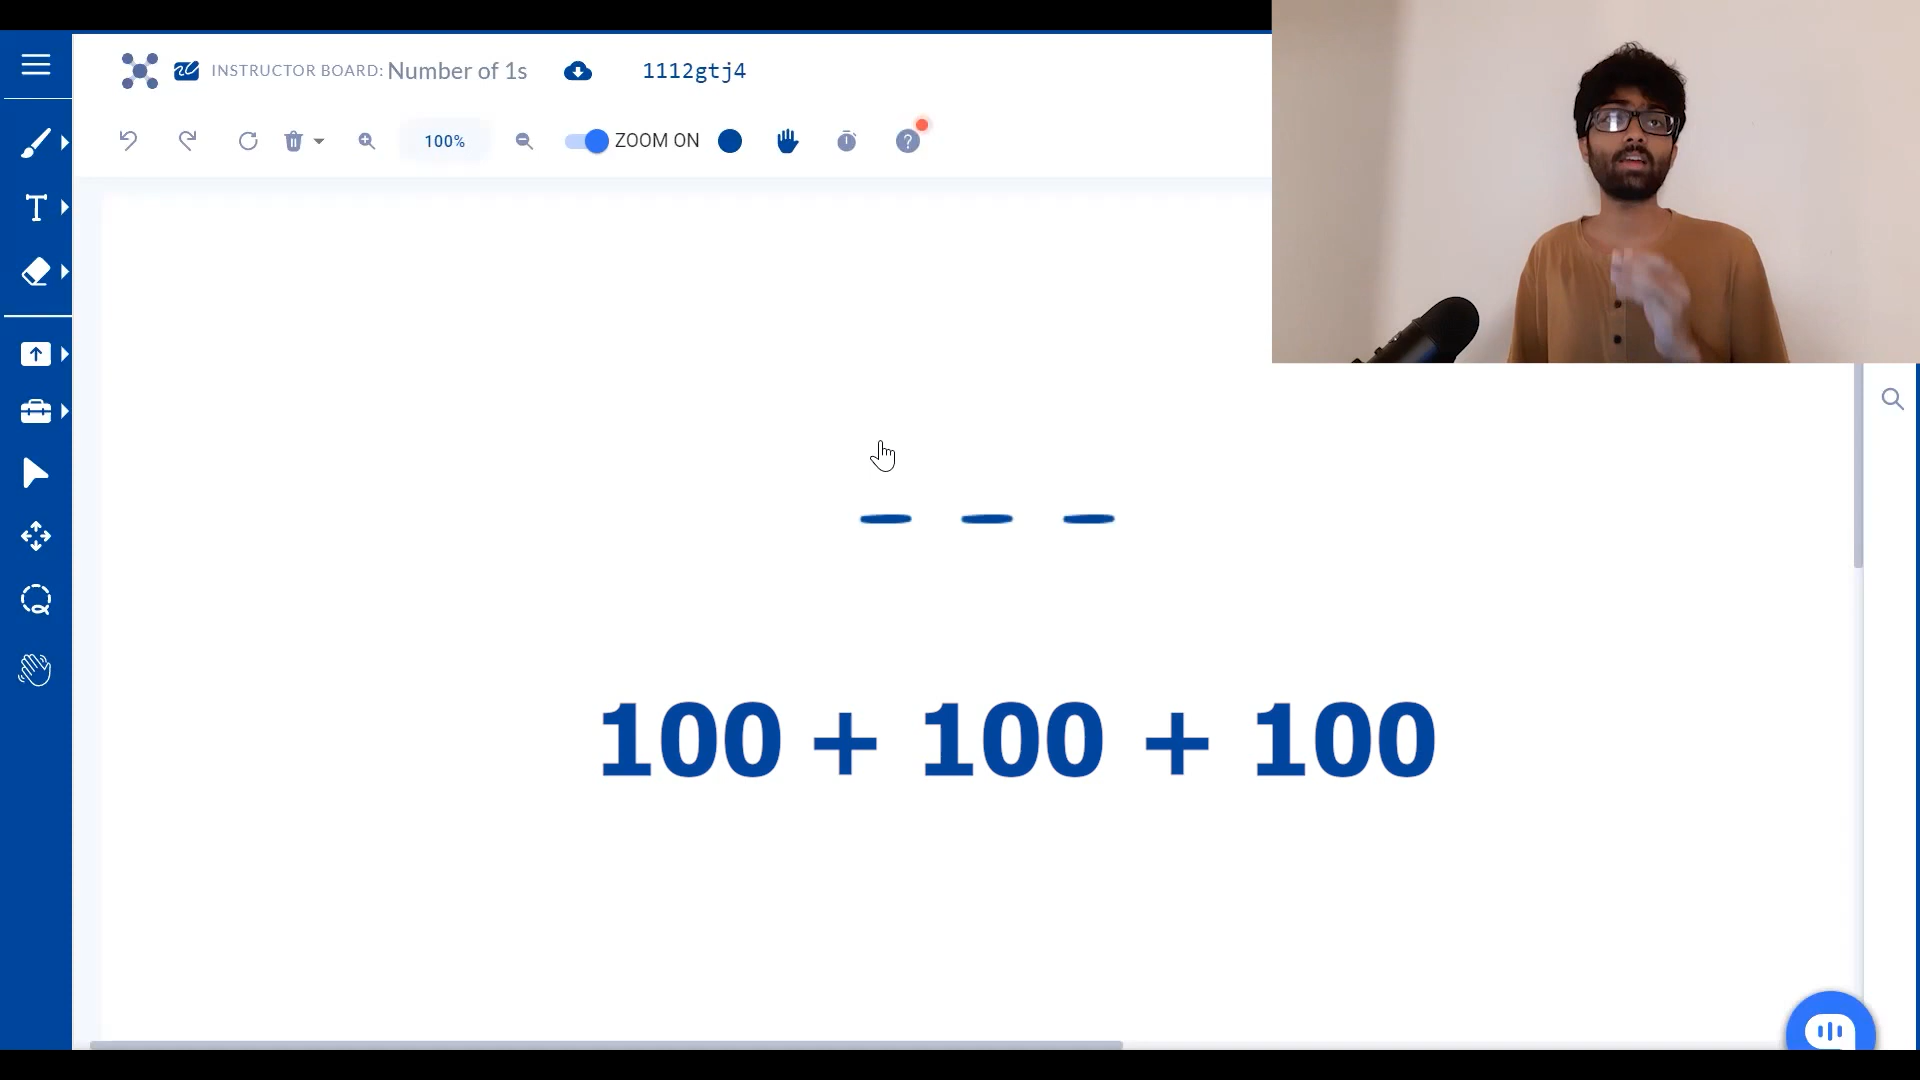 INSTRUCTOR BOARD: Number of 1s
1112gtj4
100%
ZOOM ON
100 + 100 + 100